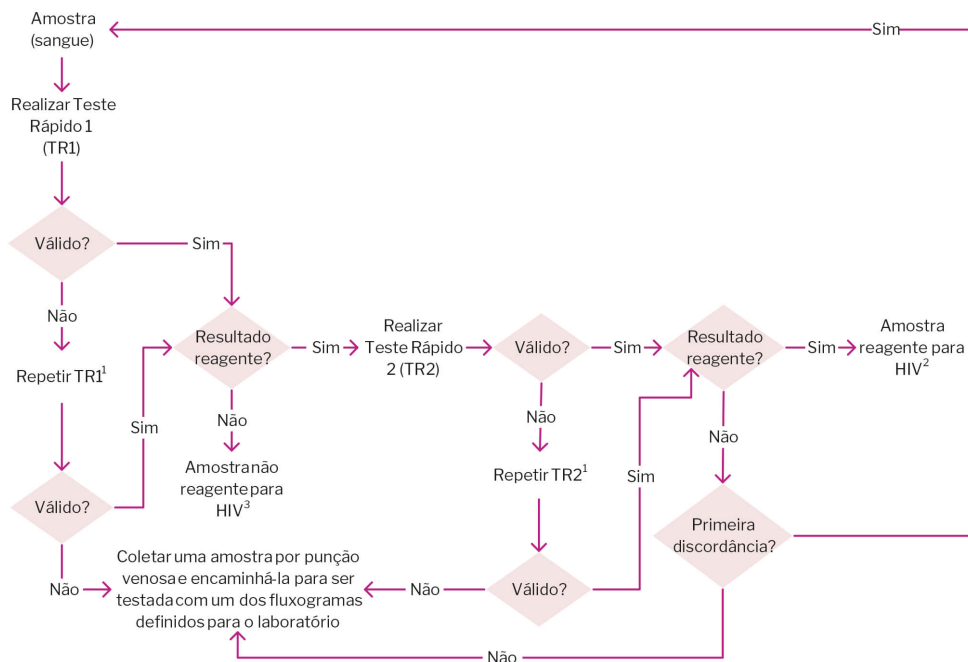 Amostra
(sangue)
Sim
Realizar Teste
Rápido 1
(TR1)
Válido?
Sim
Não
Repetir TR1¹
Sim
Válido?
Não
Resultado
reagente?
Sim
Não
Amostra não
reagente para
HIV³
Realizar
Teste Rápido
2 (TR2)
Válido?
Sim
Não
Repetir TR2¹
Sim
Válido?
Não
Coletar uma amostra por punção
venosa e encaminhá-la para ser
testada com um dos fluxogramas
definidos para o laboratório
Resultado
reagente?
Sim
Amostra
reagente para
HIV²
Não
Primeira
discordância?
Não